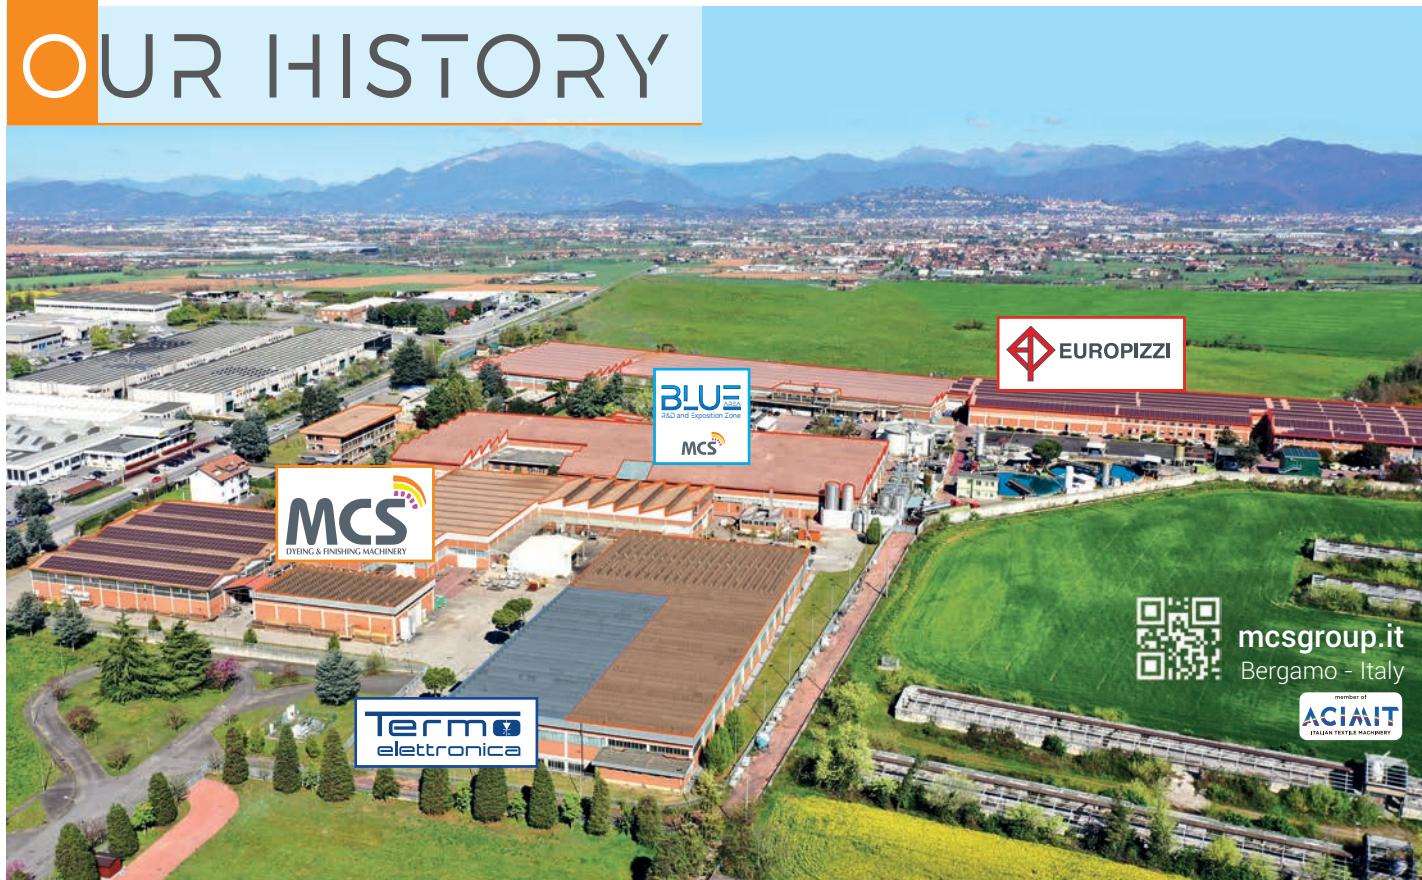 OUR HISTORY
EUROPIZZI
BLUE
AREA
R&D and Exposition Zone
MCS
MCS
DYEING & FINISHING MACHINERY
mcsgroup.it
Bergamo - Italy
member of
ACIMIT
ITALIAN TEXTILE MACHINERY
Termo
elettronica